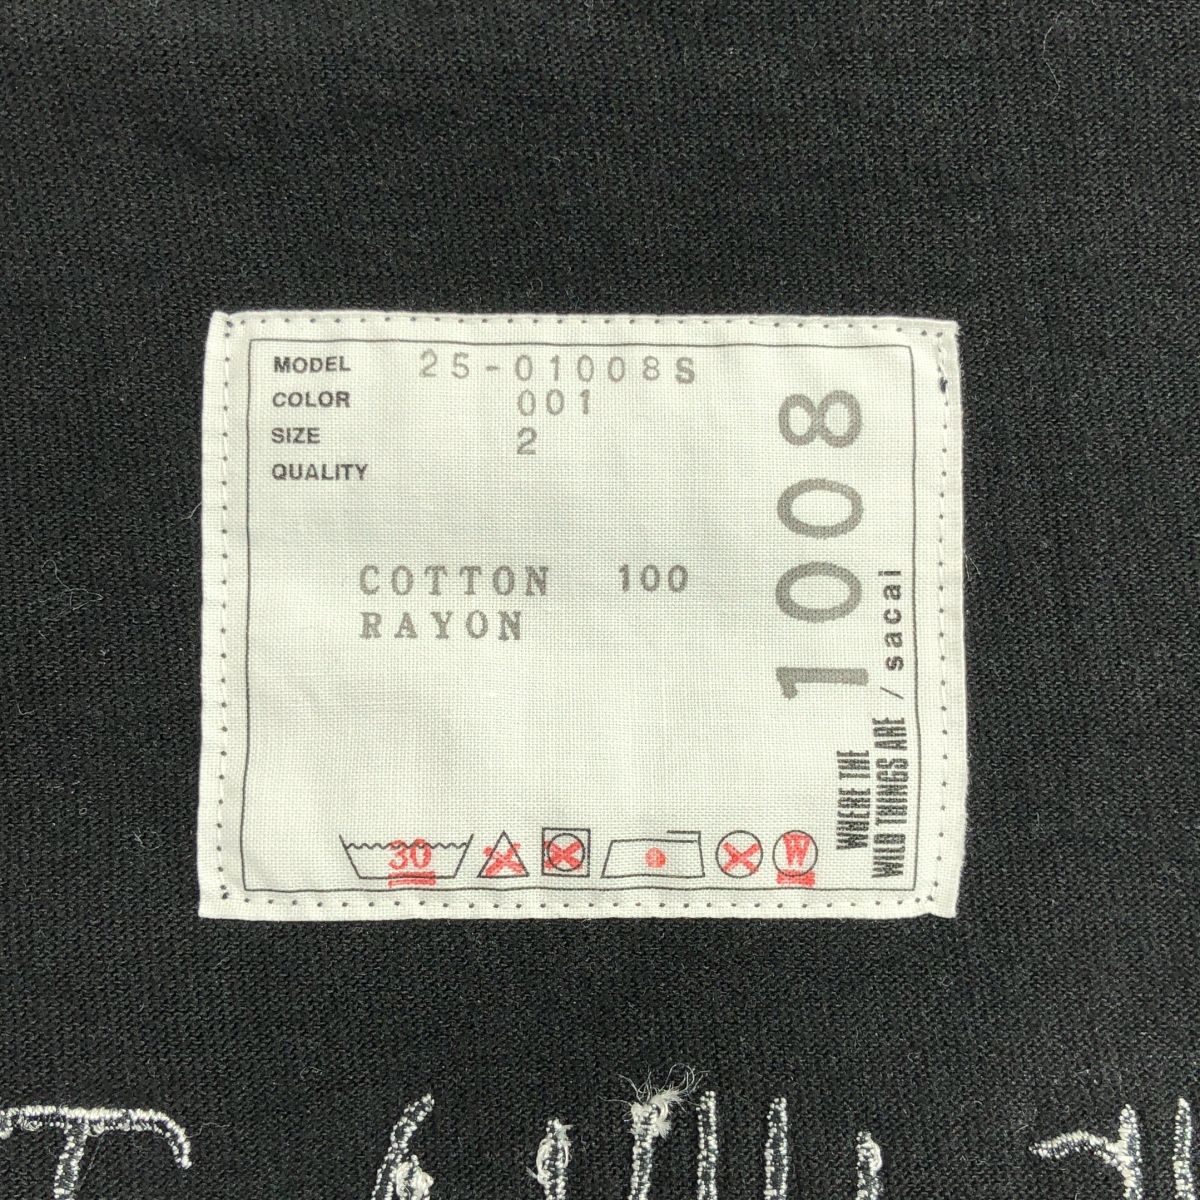 MODEL 25-01008S
COLOR 001
SIZE 2
QUALITY
COTTON 100
RAYON
30
W
1008
WHERE THE
WILD THINGS ARE / sacai